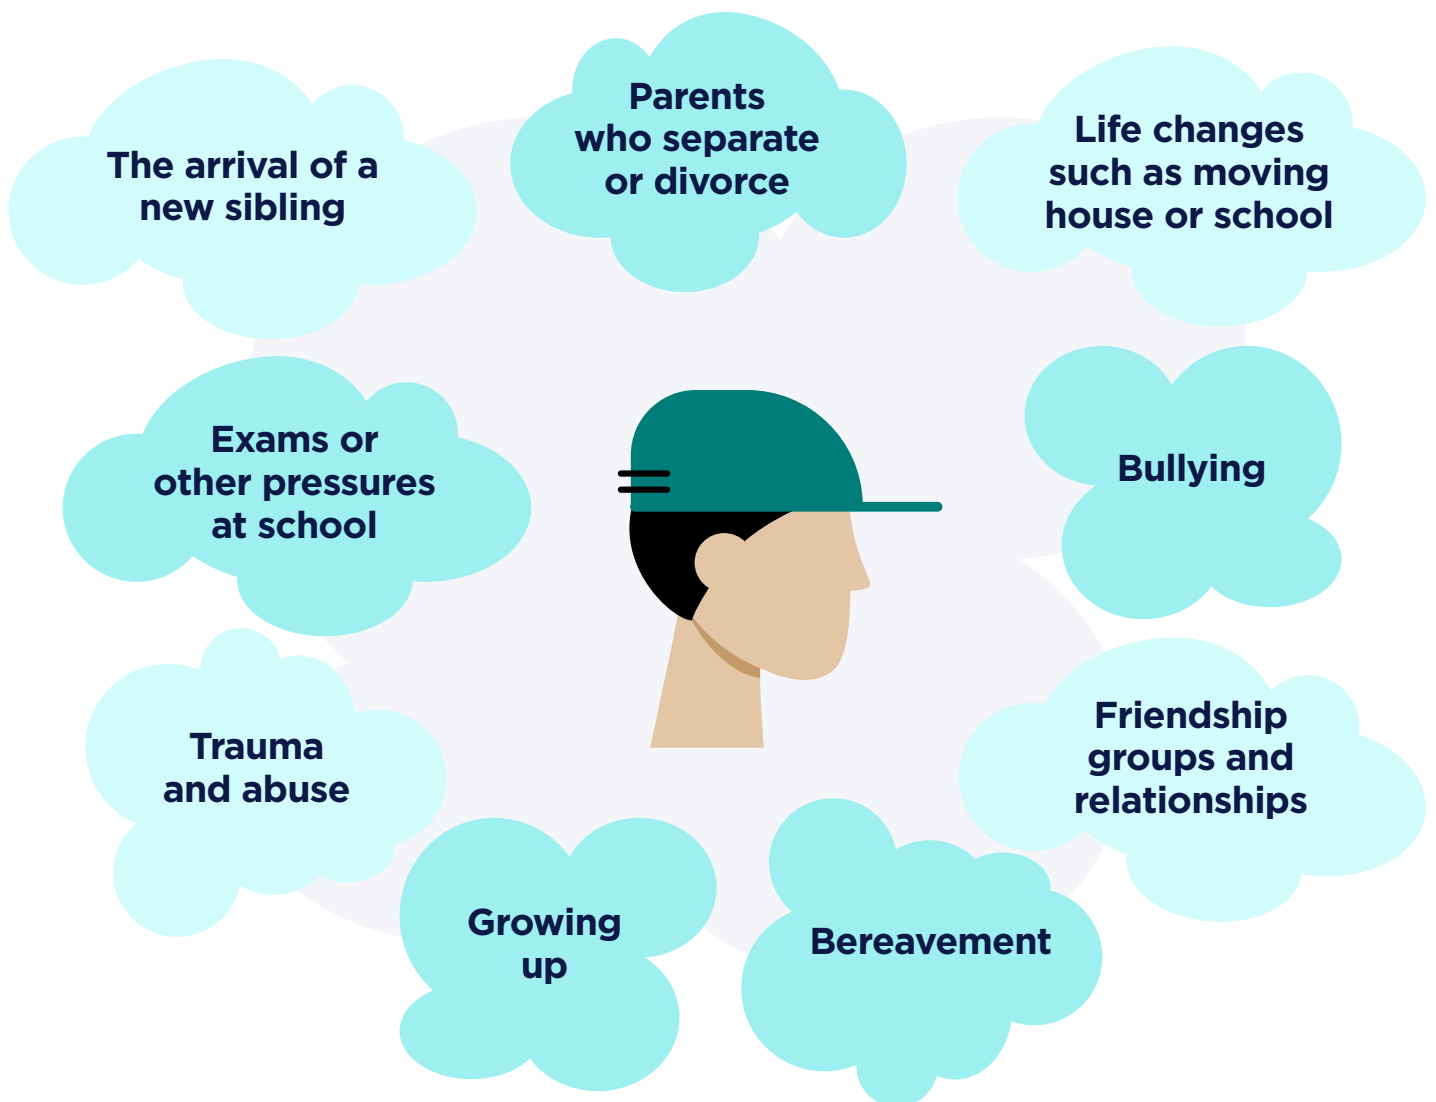 The arrival of a
new sibling
Parents
who separate
or divorce
Life changes
such as moving
house or school
Exams or
other pressures
at school
Bullying
Trauma
and abuse
Friendship
groups and
relationships
Growing
up
Bereavement